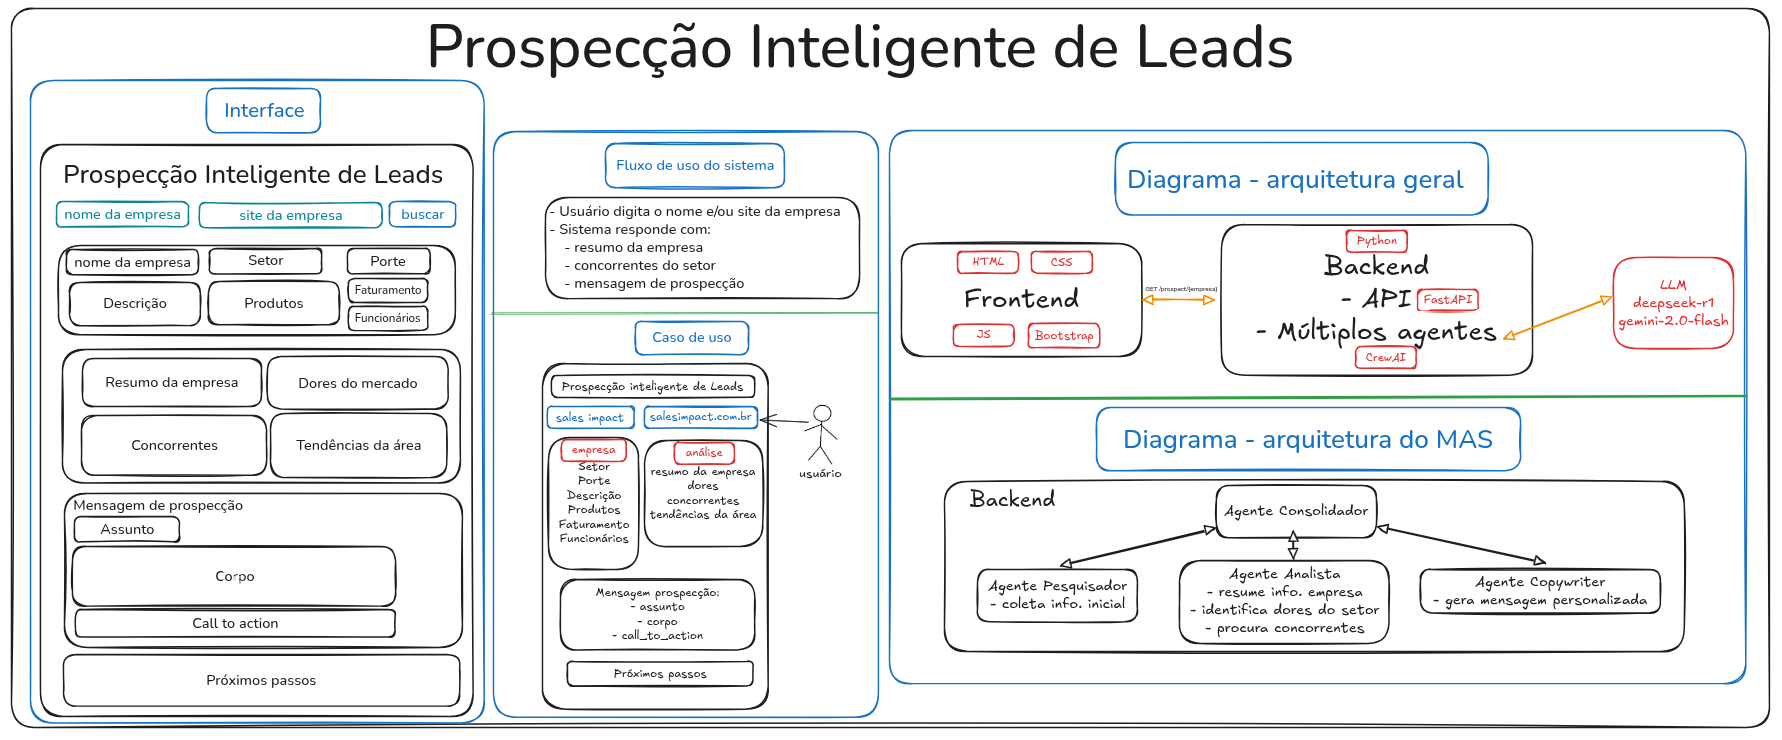 Prospecção Inteligente de Leads
Interface
Prospecção Inteligente de Leads
nome da empresa
site da empresa
buscar
nome da empresa
Setor
Porte
Descrição
Produtos
Faturamento
Funcionários
Resumo da empresa
Dores do mercado
Concorrentes
Tendências da área
Mensagem de prospecção
Assunto
Corpo
Call to action
Próximos passos
Fluxo de uso do sistema
- Usuário digita o nome e/ou site da empresa
- Sistema responde com:
- resumo da empresa
- concorrentes do setor
- mensagem de prospecção
Caso de uso
Prospecção inteligente de Leads
sales impact
salesimpact.com.br
empresa
Setor
Porte
Descrição
Produtos
Faturamento
Funcionários
análise
resumo da empresa
dores
concorrentes
tendências da área
usuário
Mensagem prospecção:
- assunto
- corpo
- call_to_action
Próximos passos
Diagrama - arquitetura geral
HTML
CSS
Frontend
JS
Bootstrap
GET /prospect/{empresa}
Python
Backend
- API
FastAPI
- Múltiplos agentes
CrewAI
LLM
deepseek-r1
gemini-2.0-flash
Diagrama - arquitetura do MAS
Backend
Agente Consolidador
Agente Pesquisador
- coleta info. inicial
Agente Analista
- resume info. empresa
- identifica dores do setor
- procura concorrentes
Agente Copywriter
- gera mensagem personalizada